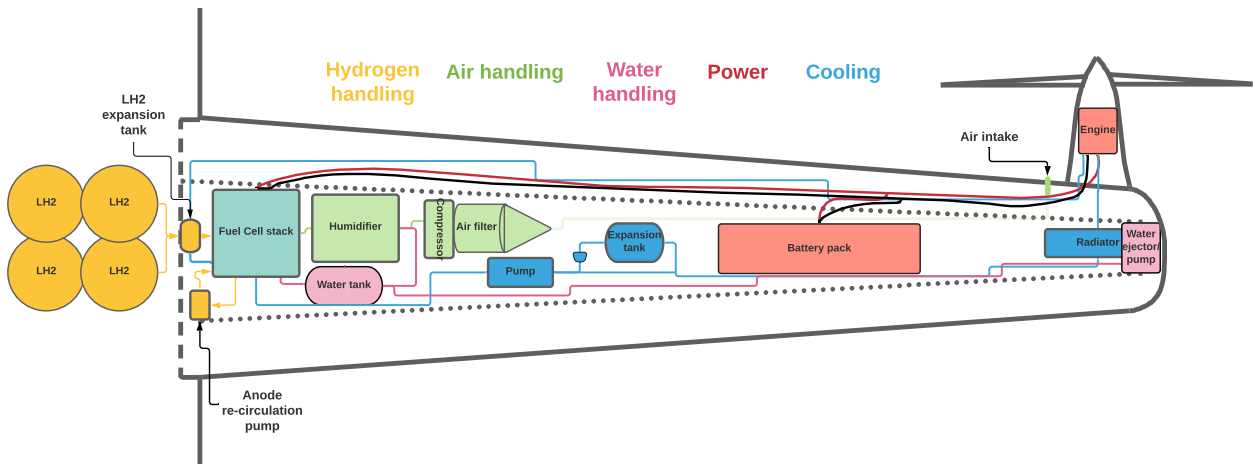 Hydrogen
handling
Air handling
Water
handling
Power
Cooling
LH2
expansion
tank
Air intake
Engine
LH2
LH2
LH2
LH2
Fuel Cell stack
Humidifier
Compressor
Air filter
Expansion
tank
Battery pack
Radiator
Water
ejector/
pump
Pump
Water tank
Anode
re-circulation
pump